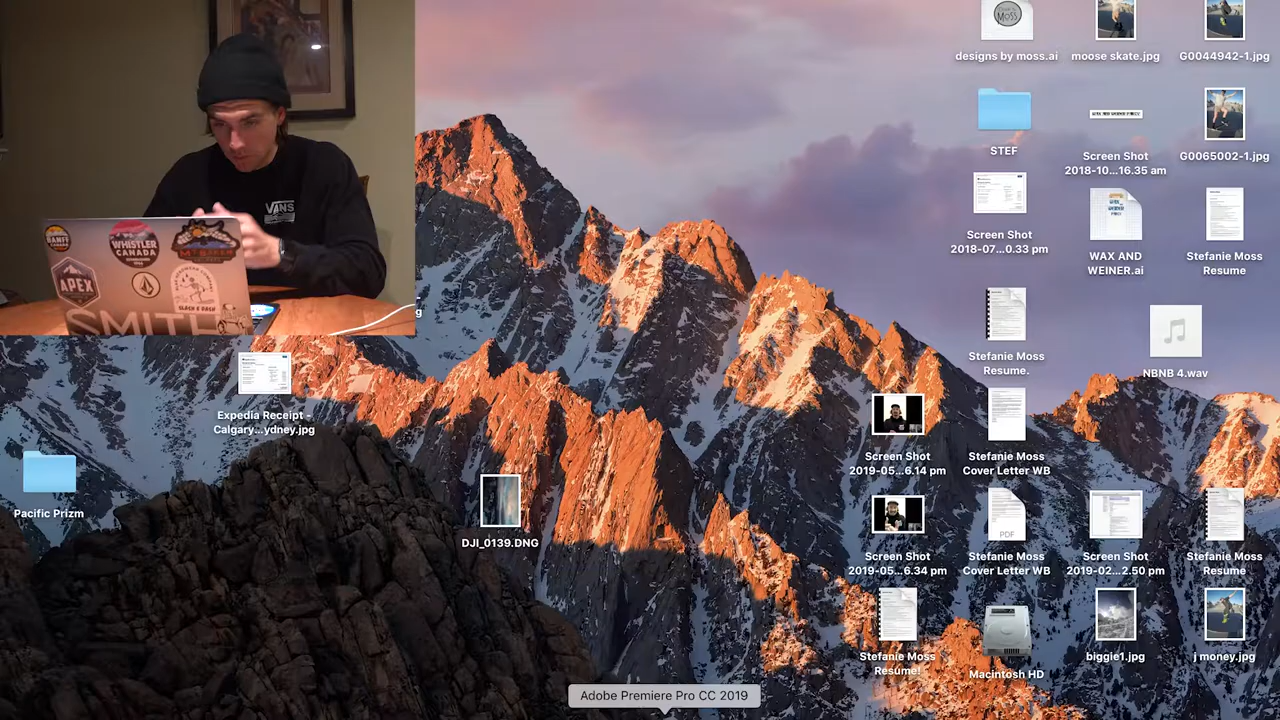 VANS
BANFF
CANADA
WHISTLER
CANADA
APEX
SMITH
g
Expedia Receipt -
Calgary...ydney.jpg
Pacific Prizm
DJI_0139.DNG
MOSS
designs by moss.ai
moose skate.jpg
G0044942-1.jpg
STEF
Screen Shot
2018-10...16.35 am
G0065002-1.jpg
Screen Shot
2018-07...0.33 pm
WAX AND
WEINER.ai
Stefanie Moss
Resume
Stefanie Moss
Resume.
NBNB 4.wav
Screen Shot
2019-05...6.14 pm
Stefanie Moss
Cover Letter WB
PDF
Screen Shot
2019-05...6.34 pm
Stefanie Moss
Cover Letter WB
Screen Shot
2019-02...2.50 pm
Stefanie Moss
Resume
Stefanie Moss
Resume!
Macintosh HD
biggie1.jpg
j money.jpg
Adobe Premiere Pro CC 2019